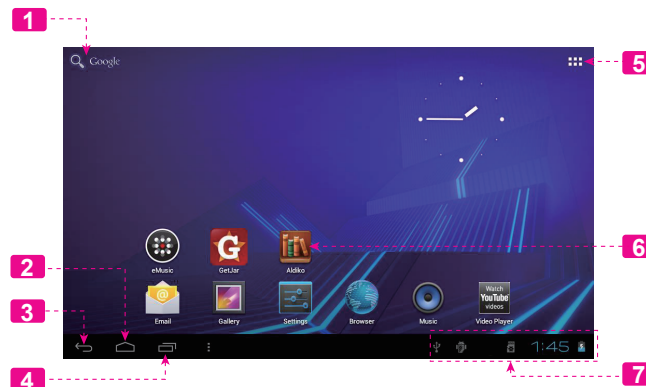 1
Google
5
eMusic
GetJar
Aldiko
6
2
Email
Gallery
Settings
Browser
Music
Watch
YouTube
videos
Video Player
3
1:45
4
7